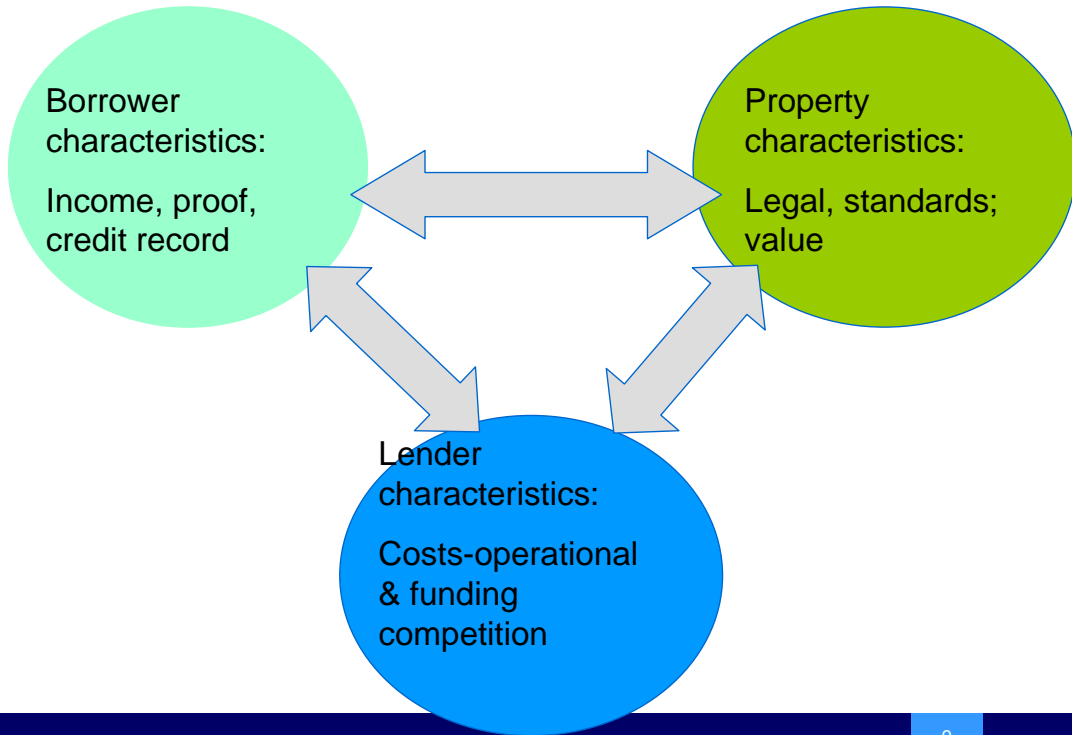 Borrower
characteristics:
Income, proof,
credit record
Property
characteristics:
Legal, standards;
value
Lender
characteristics:
Costs-operational
& funding
competition